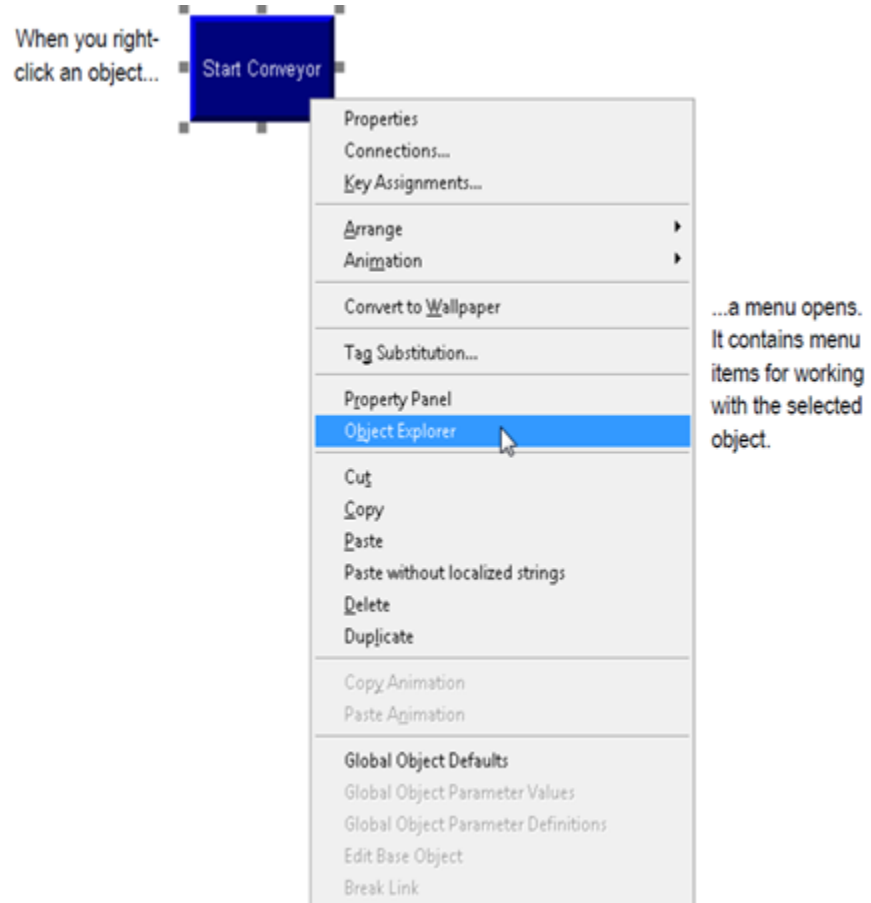 When you right-
click an object...
Start Conveyor
Properties
Connections...
Key Assignments...
Arrange
Animation
Convert to Wallpaper
Tag Substitution...
Property Panel
Object Explorer
Cut
Copy
Paste
Paste without localized strings
Delete
Duplicate
Copy Animation
Paste Animation
Global Object Defaults
Global Object Parameter Values
Global Object Parameter Definitions
Edit Base Object
Break Link
...a menu opens.
It contains menu
items for working
with the selected
object.